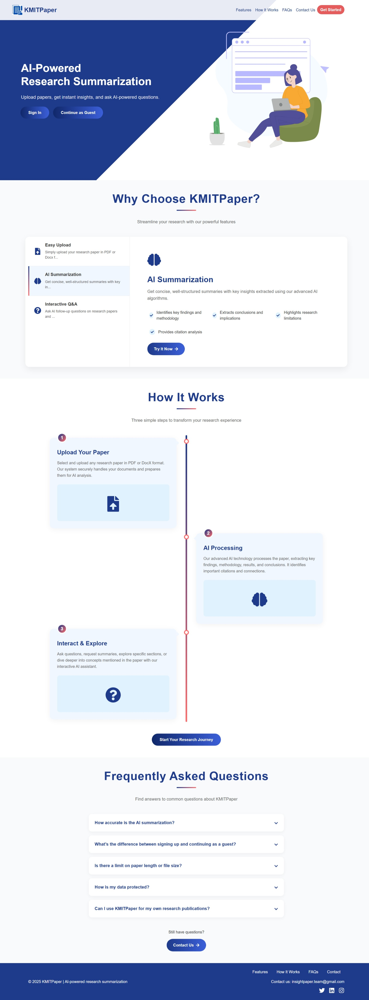 KMITPaper
Features
How It Works
FAQs
Contact Us
Get Started
AI-Powered
Research Summarization
Upload papers, get instant insights, and ask AI-powered questions.
Sign In
Continue as Guest
Why Choose KMITPaper?
Streamline your research with our powerful features
Easy Upload
Simply upload your research paper in PDF or
Docx f...
AI Summarization
Get concise, well-structured summaries with key
in...
Interactive Q&A
Ask AI follow-up questions on research papers
and ...
AI Summarization
Get concise, well-structured summaries with key insights extracted using our advanced AI
algorithms.
Identifies key findings and
methodology
Extracts conclusions and
implications
Highlights research
limitations
Provides citation analysis
Try It Now
How It Works
Three simple steps to transform your research experience
1
Upload Your Paper
Select and upload any research paper in PDF or DocX format.
Our system securely handles your documents and prepares
them for AI analysis.
2
AI Processing
Our advanced AI technology processes the paper, extracting key
findings, methodology, results, and conclusions. It identifies
important citations and connections.
3
Interact & Explore
Ask questions, request summaries, explore specific sections, or
dive deeper into concepts mentioned in the paper with our
interactive AI assistant.
Start Your Research Journey
Frequently Asked Questions
Find answers to common questions about KMITPaper
How accurate is the AI summarization?
What's the difference between signing up and continuing as a guest?
Is there a limit on paper length or file size?
How is my data protected?
Can I use KMITPaper for my own research publications?
Still have questions?
Contact Us
Features
How It Works
FAQs
Contact
© 2025 KMITPaper | AI-powered research summarization
Contact us: insightpaper.team@gmail.com